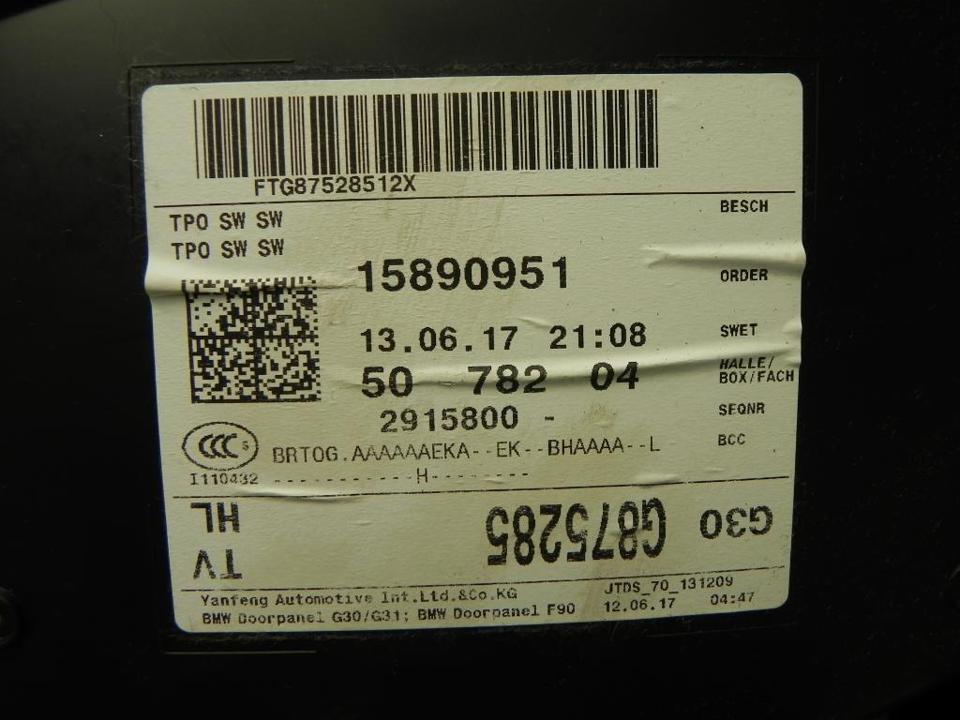 FTG87528512X
TPO SW SW
TPO SW SW
BESCH
15890951 ORDER
13.06.17 21:08 SWET
50 782 04 HALLE/
BOX/FACH
2915800 - SEQNR
CCC S
BRTOG.AAAAAAEKA--EK--BHAAAA--L BCC
I110432 -----------H--------
HL
TV
G875285
G30
Yanfeng Automotive Int.Ltd.&Co.KG JTDS_70_131209
BMW Doorpanel G30/G31; BMW Doorpanel F90 12.06.17 04:47